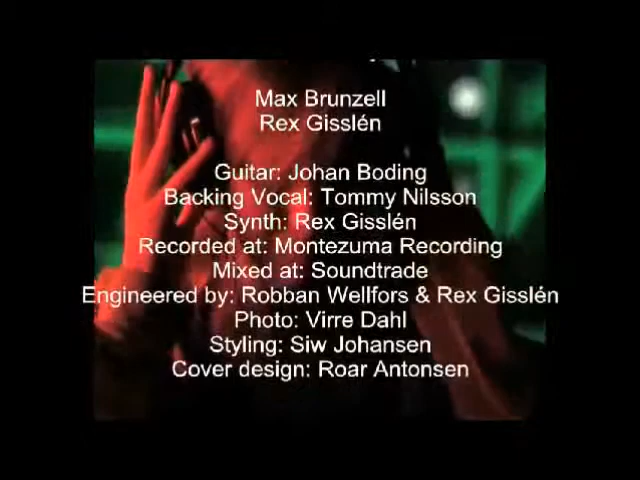 Max Brunzell
Rex Gisslén
Guitar: Johan Boding
Backing Vocal: Tommy Nilsson
Synth: Rex Gisslén
Recorded at: Montezuma Recording
Mixed at: Soundtrade
Engineered by: Robban Wellfors & Rex Gisslén
Photo: Virre Dahl
Styling: Siw Johansen
Cover design: Roar Antonsen